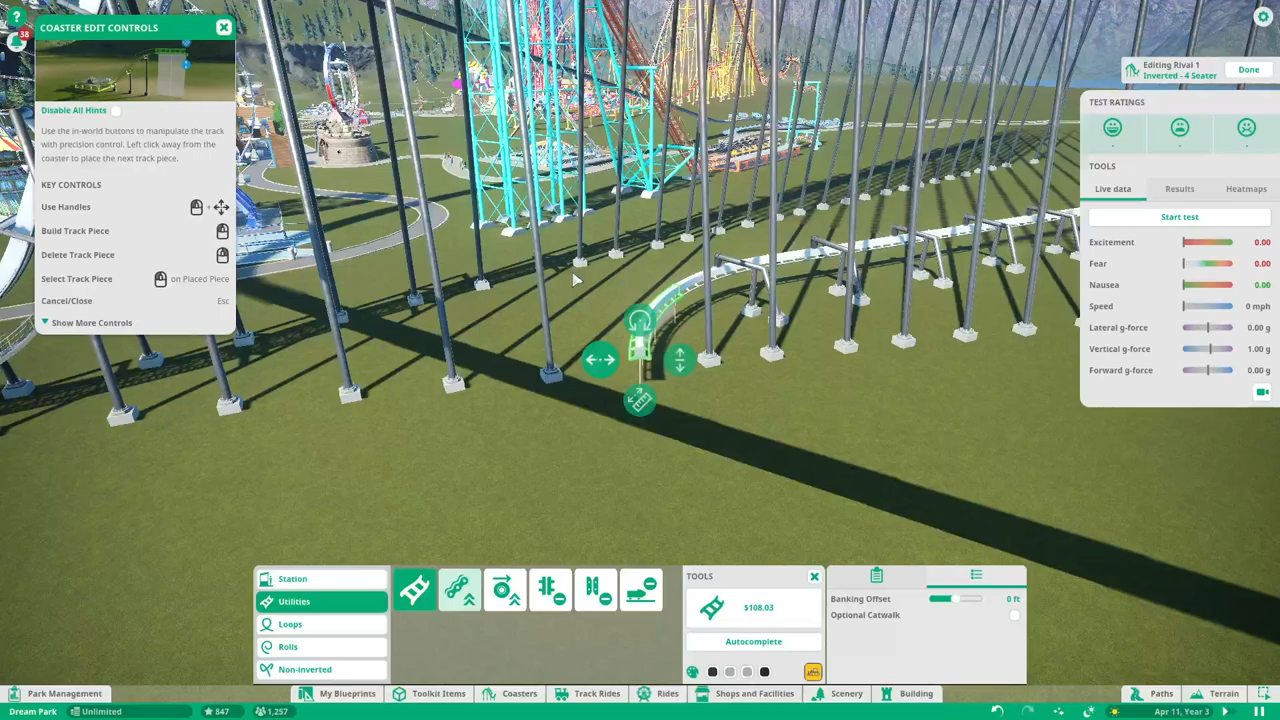 ?
COASTER EDIT CONTROLS
38
Disable All Hints
Use the in-world buttons to manipulate the track
with precision control. Left click away from the
coaster to place the next track piece.
KEY CONTROLS
Use Handles
+
Build Track Piece
Delete Track Piece
Select Track Piece on Placed Piece
Cancel/Close Esc
Show More Controls
Editing Rival 1
Inverted - 4 Seater
Done
TEST RATINGS
- - -
TOOLS
Live data Results Heatmaps
Start test
Excitement 0.00
Fear 0.00
Nausea 0.00
Speed 0 mph
Lateral g-force 0.00 g
Vertical g-force 1.00 g
Forward g-force 0.00 g
Station
Utilities
Loops
Rolls
Non-inverted
TOOLS
$108.03
Autocomplete
Banking Offset 0 ft
Optional Catwalk
Park Management My Blueprints Toolkit Items Coasters Track Rides Rides Shops and Facilities Scenery Building Paths Terrain
Dream Park Unlimited 847 1,257 Apr 11, Year 3